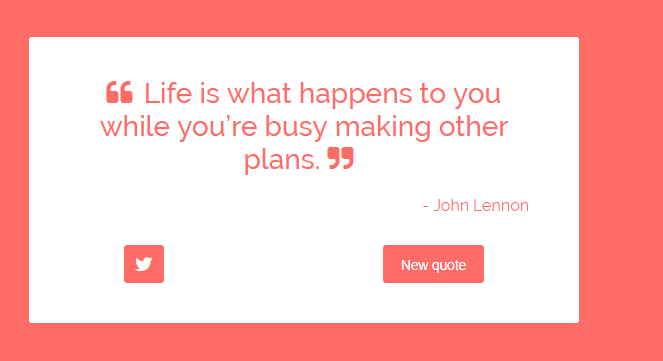 “ Life is what happens to you
while you’re busy making other
plans. ”
- John Lennon
New quote